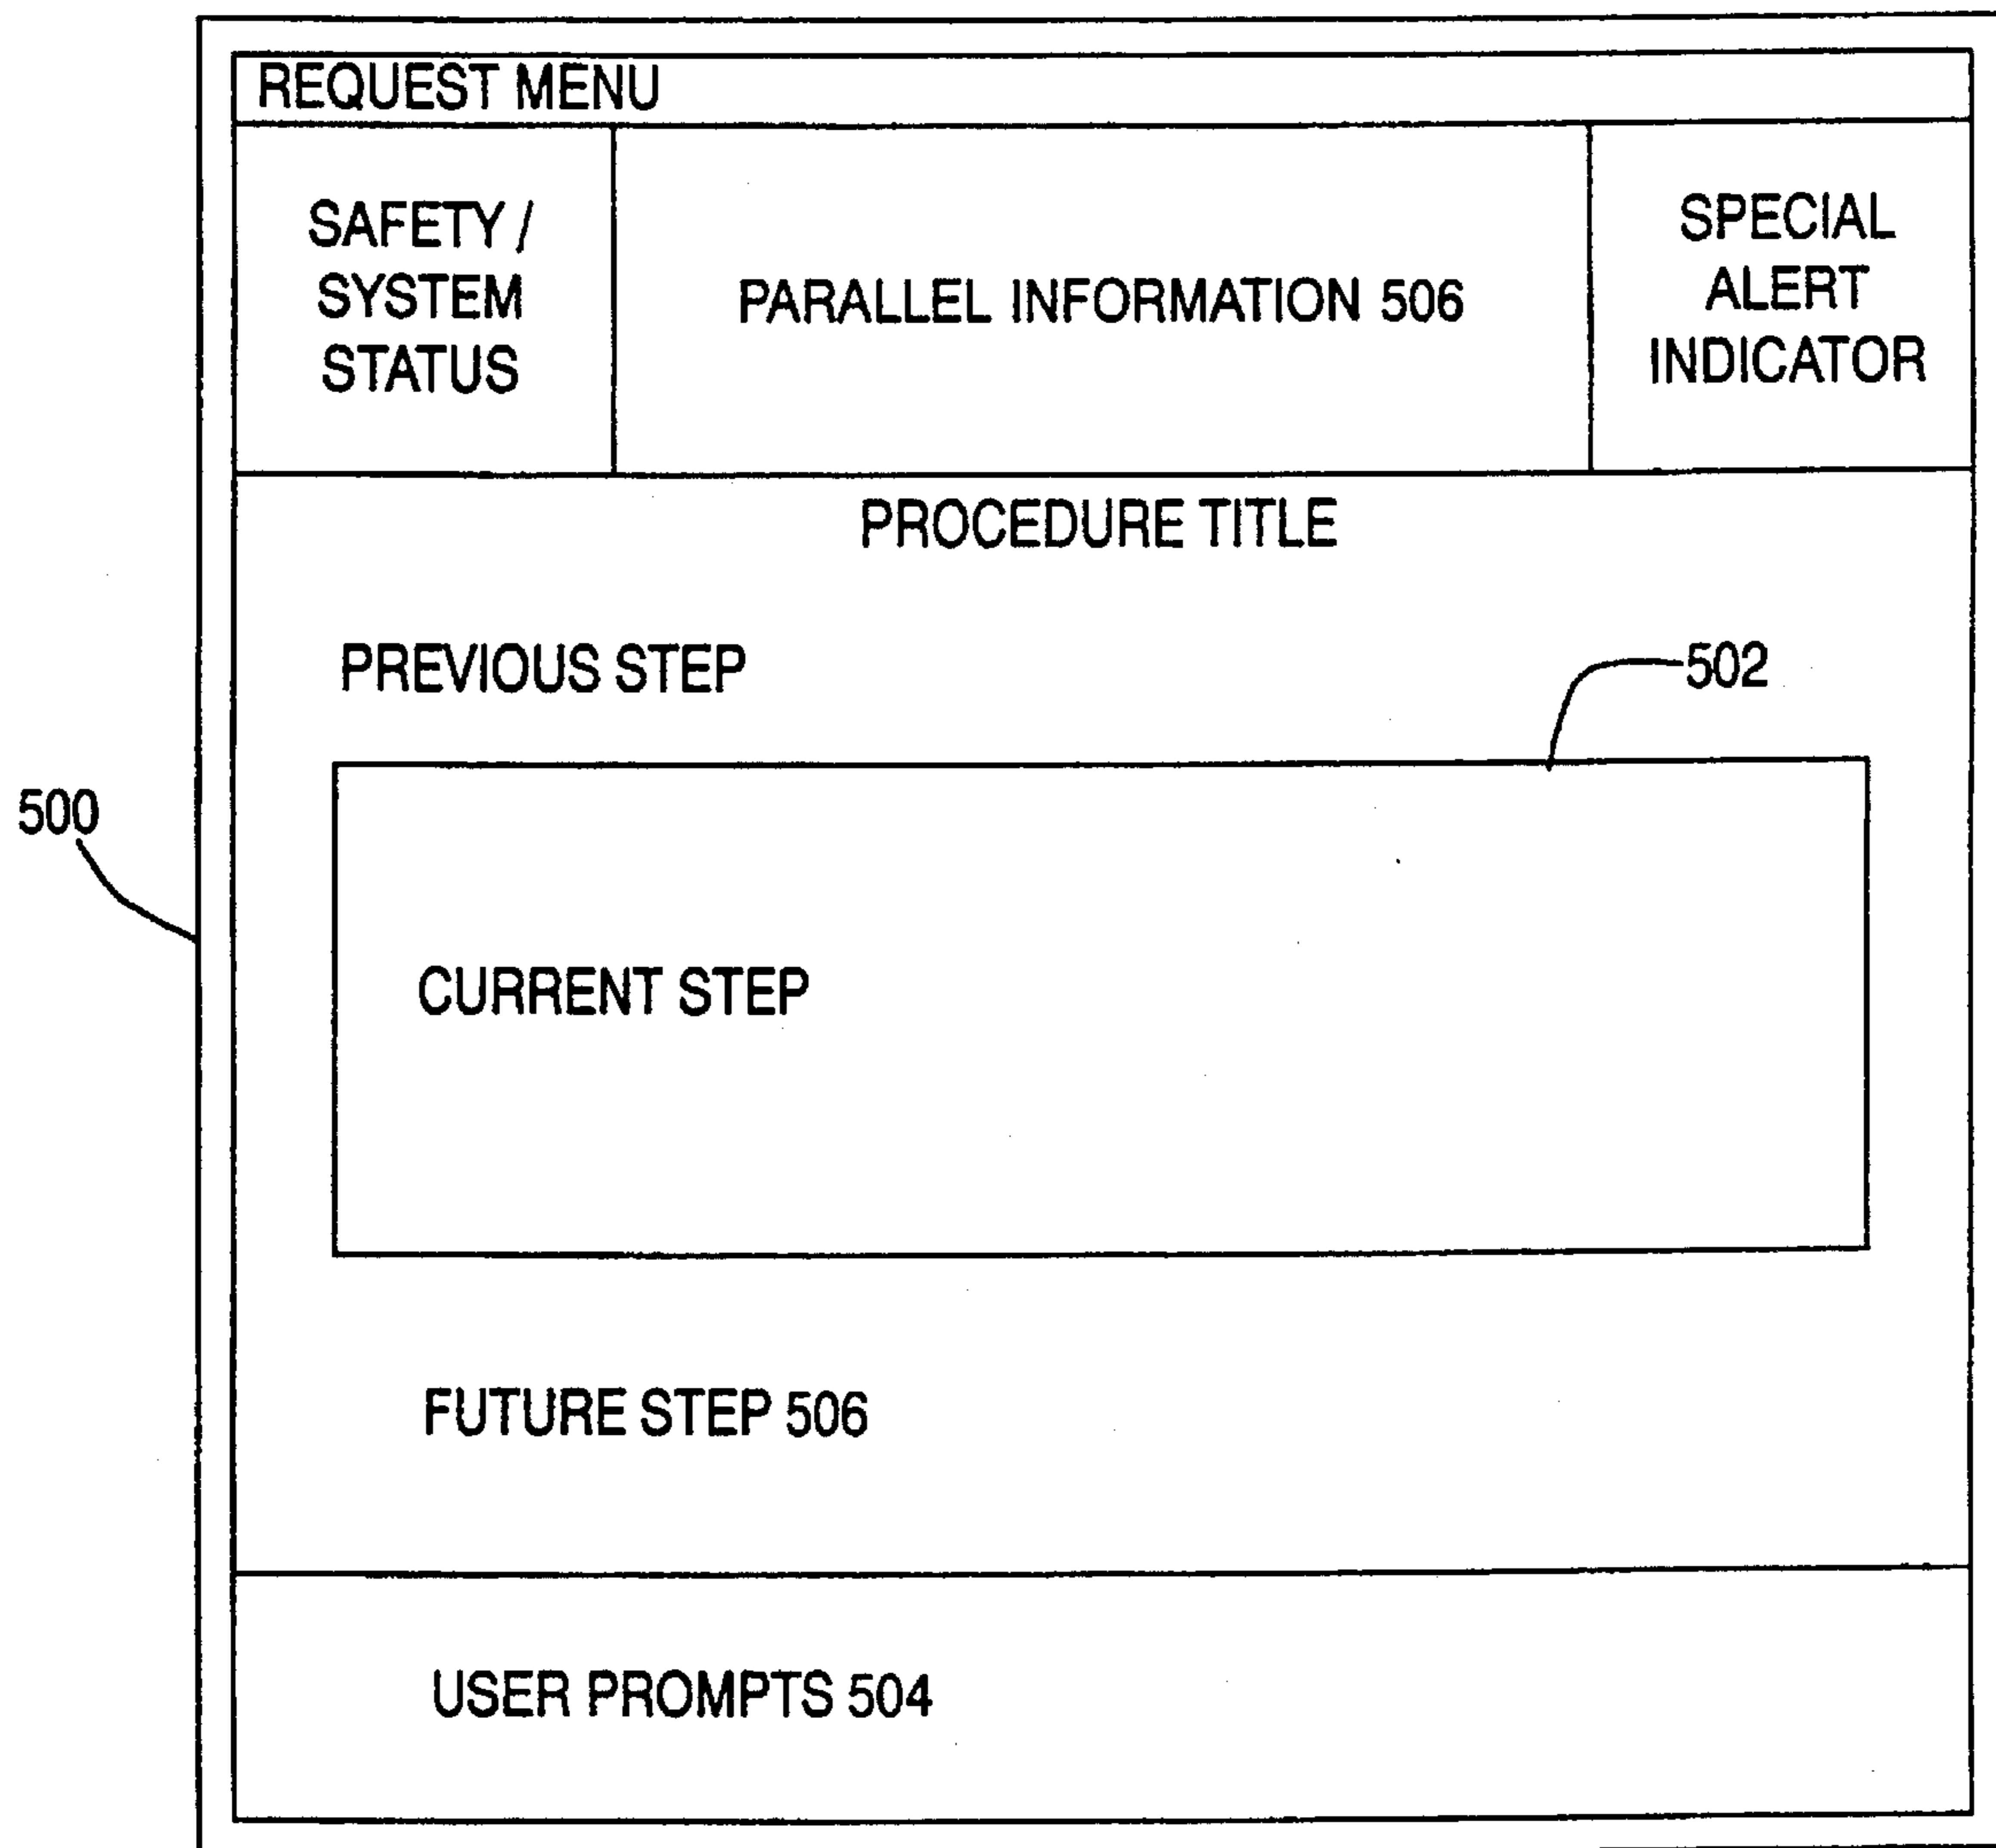 REQUEST MENU
SAFETY /
SYSTEM
STATUS
PARALLEL INFORMATION 506
SPECIAL
ALERT
INDICATOR
PROCEDURE TITLE
PREVIOUS STEP
502
500
CURRENT STEP
FUTURE STEP 506
USER PROMPTS 504